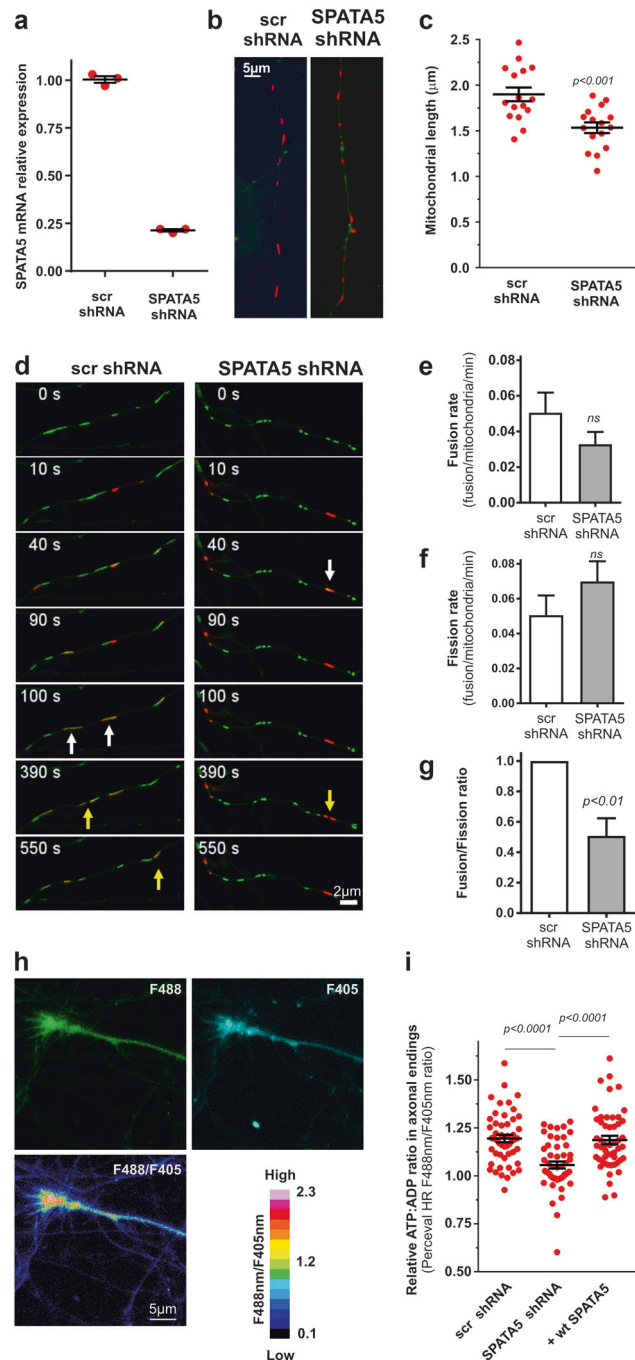 a
SPATA5 mRNA relative expression
1.00
0.75
0.50
0.25
0.00
scr
shRNA
SPATA5
shRNA
b
scr
shRNA
SPATA5
shRNA
5μm
c
Mitochondrial length (μm)
2.5
2.0
1.5
1.0
0.5
0.0
p<0.001
scr
shRNA
SPATA5
shRNA
d
scr shRNA
SPATA5 shRNA
0 s
0 s
10 s
10 s
40 s
40 s
90 s
90 s
100 s
100 s
390 s
390 s
550 s
550 s
2μm
e
Fusion rate
(fusion/mitochondria/min)
0.08
0.06
0.04
0.02
0.00
ns
scr
shRNA
SPATA5
shRNA
f
Fission rate
(fusion/mitochondria/min)
0.08
0.06
0.04
0.02
0.00
ns
scr
shRNA
SPATA5
shRNA
g
Fusion/Fission ratio
1.0
0.8
0.6
0.4
0.2
0.0
p<0.01
scr
shRNA
SPATA5
shRNA
h
F488
F405
F488/F405
5μm
High
F488nm/F405nm
2.3
1.2
0.1
Low
i
Relative ATP:ADP ratio in axonal endings
(Perceval HR F488nm/F405nm ratio)
p<0.0001
p<0.0001
1.50
1.25
1.00
0.75
0.50
scr shRNA
SPATA5 shRNA
+ wt SPATA5